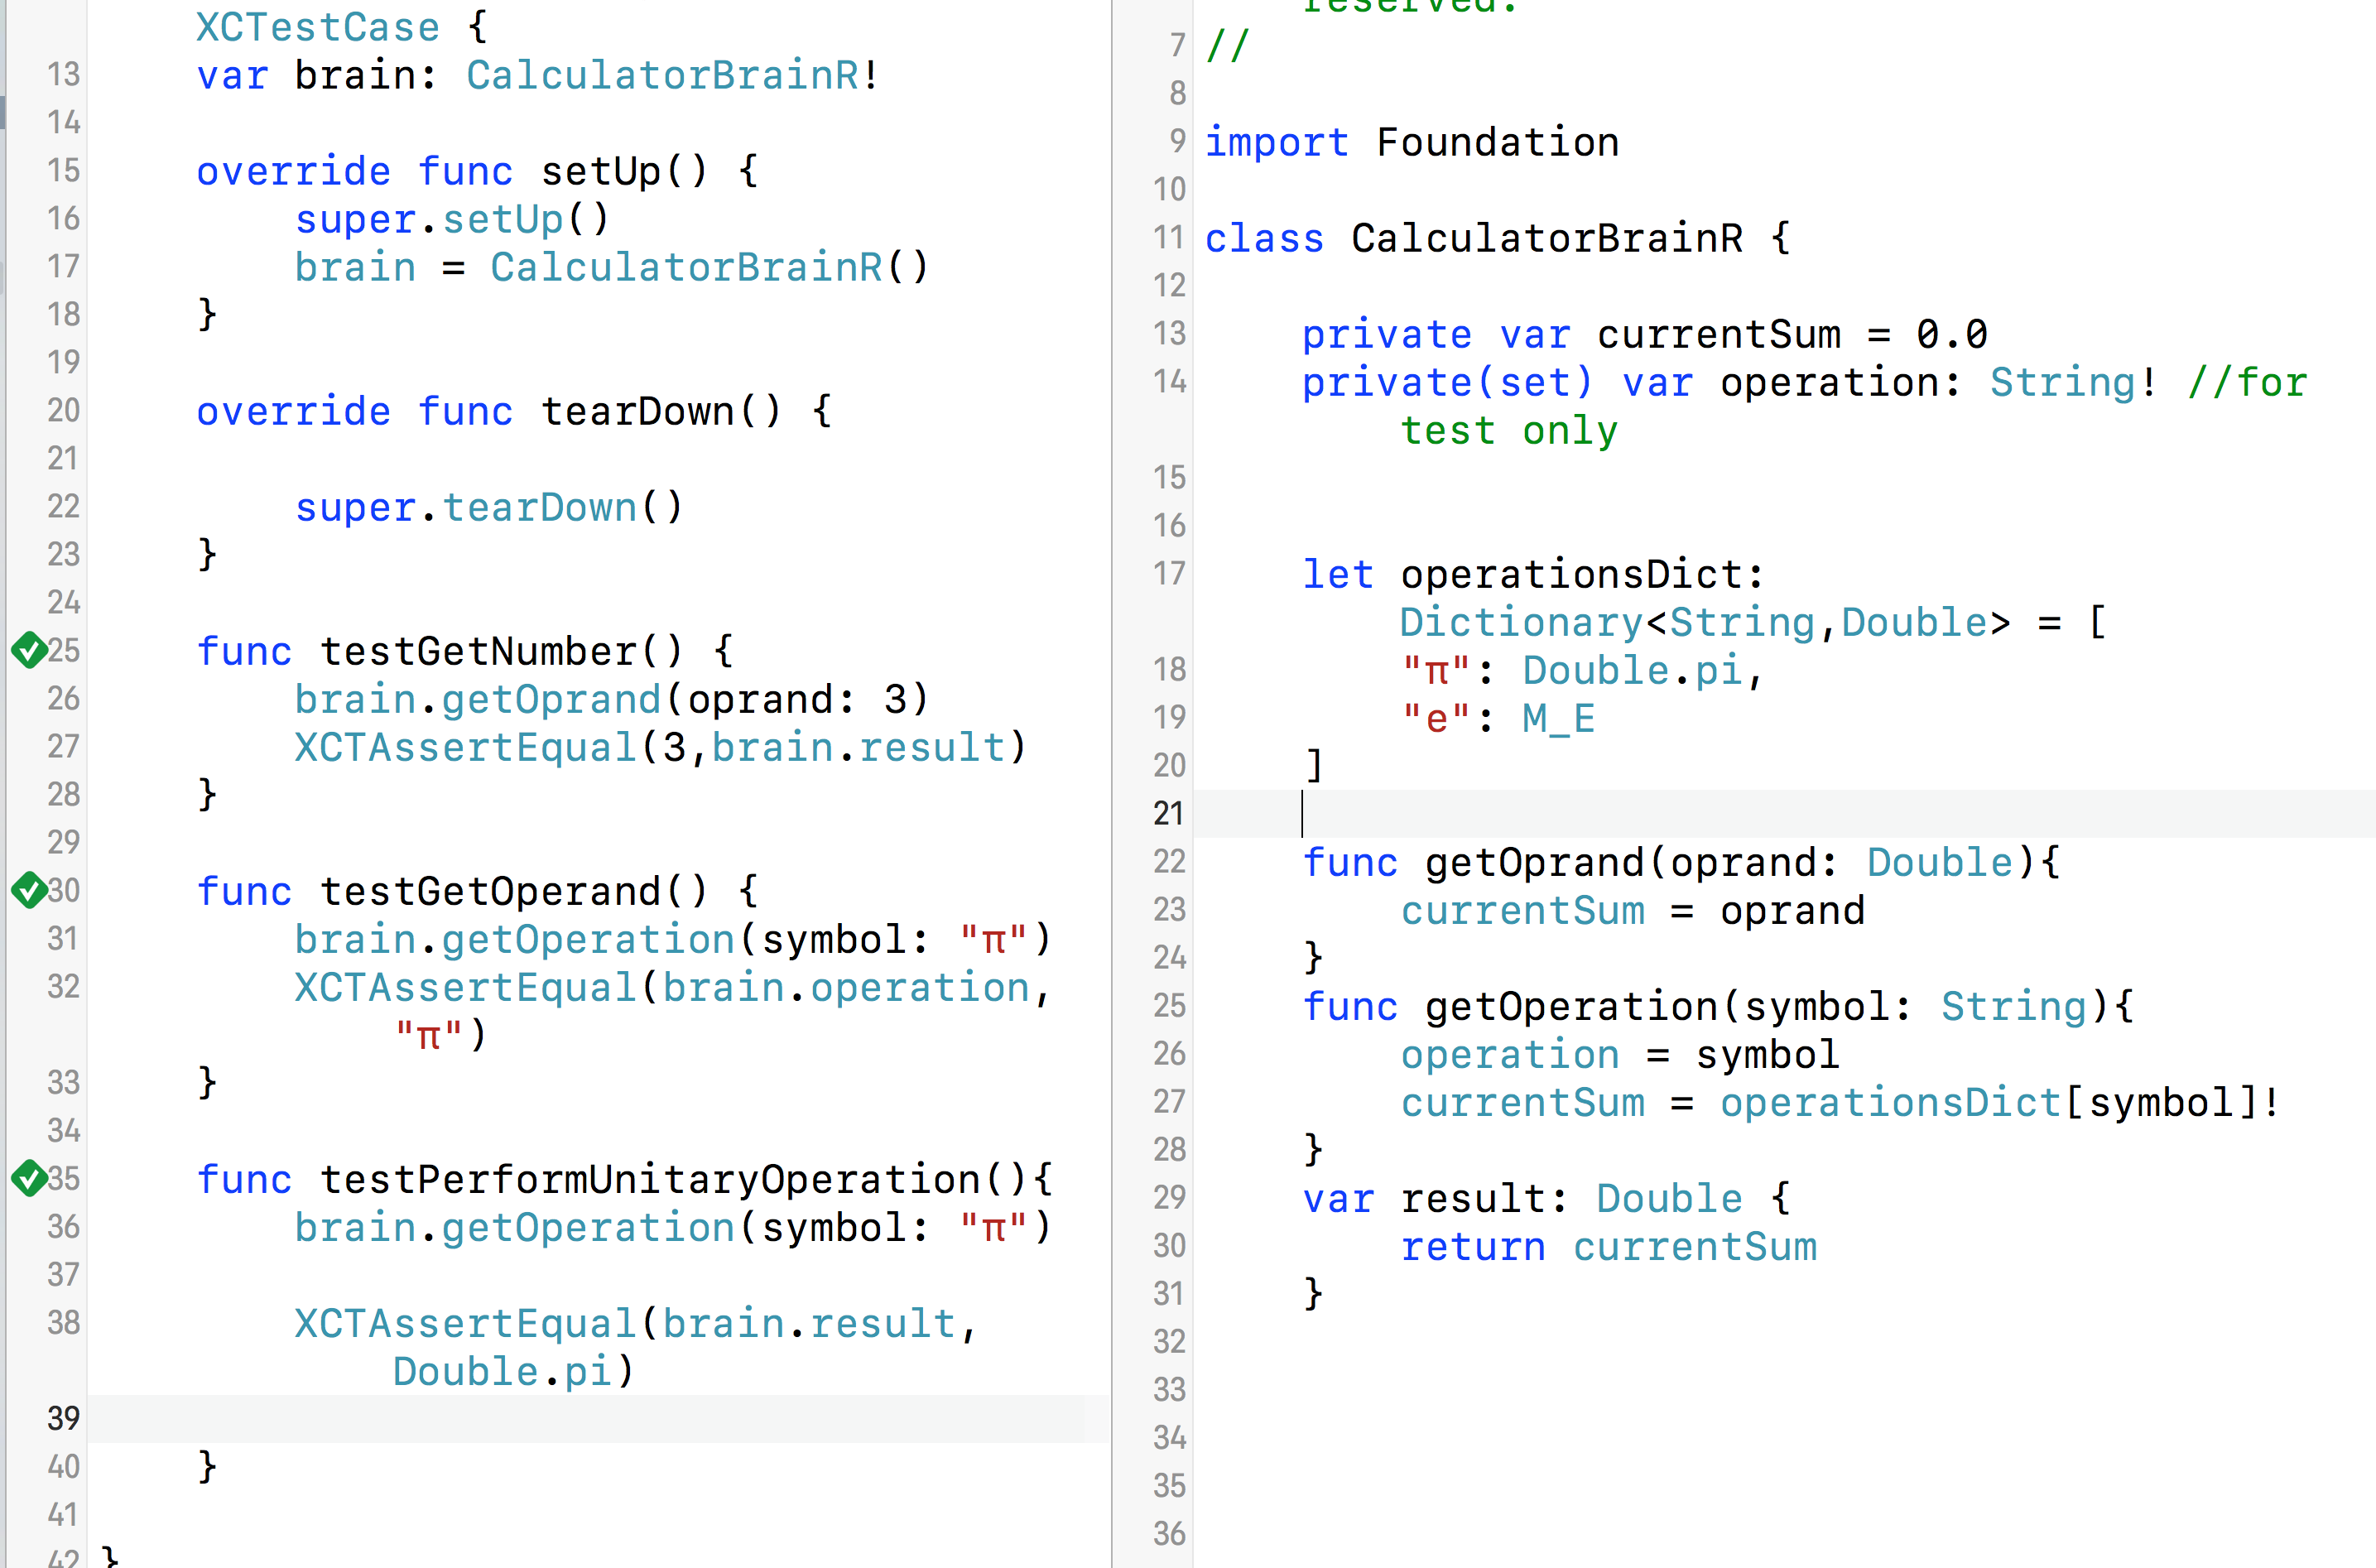 XCTestCase {
13 var brain: CalculatorBrainR!
14
15 override func setUp() {
16 super.setUp()
17 brain = CalculatorBrainR()
18 }
19
20 override func tearDown() {
21
22 super.tearDown()
23 }
24
25 func testGetNumber() {
26 brain.getOprand(oprand: 3)
27 XCTAssertEqual(3,brain.result)
28 }
29
30 func testGetOperand() {
31 brain.getOperation(symbol: "π")
32 XCTAssertEqual(brain.operation,
"π")
33 }
34
35 func testPerformUnitaryOperation(){
36 brain.getOperation(symbol: "π")
37
38 XCTAssertEqual(brain.result,
Double.pi)
39
40 }
41
42 }
reserved.
7 //
8
9 import Foundation
10
11 class CalculatorBrainR {
12
13 private var currentSum = 0.0
14 private(set) var operation: String! //for
test only
15
16
17 let operationsDict:
Dictionary<String,Double> = [
18 "π": Double.pi,
19 "e": M_E
20 ]
21
22 func getOprand(oprand: Double){
23 currentSum = oprand
24 }
25 func getOperation(symbol: String){
26 operation = symbol
27 currentSum = operationsDict[symbol]!
28 }
29 var result: Double {
30 return currentSum
31 }
32
33
34
35
36